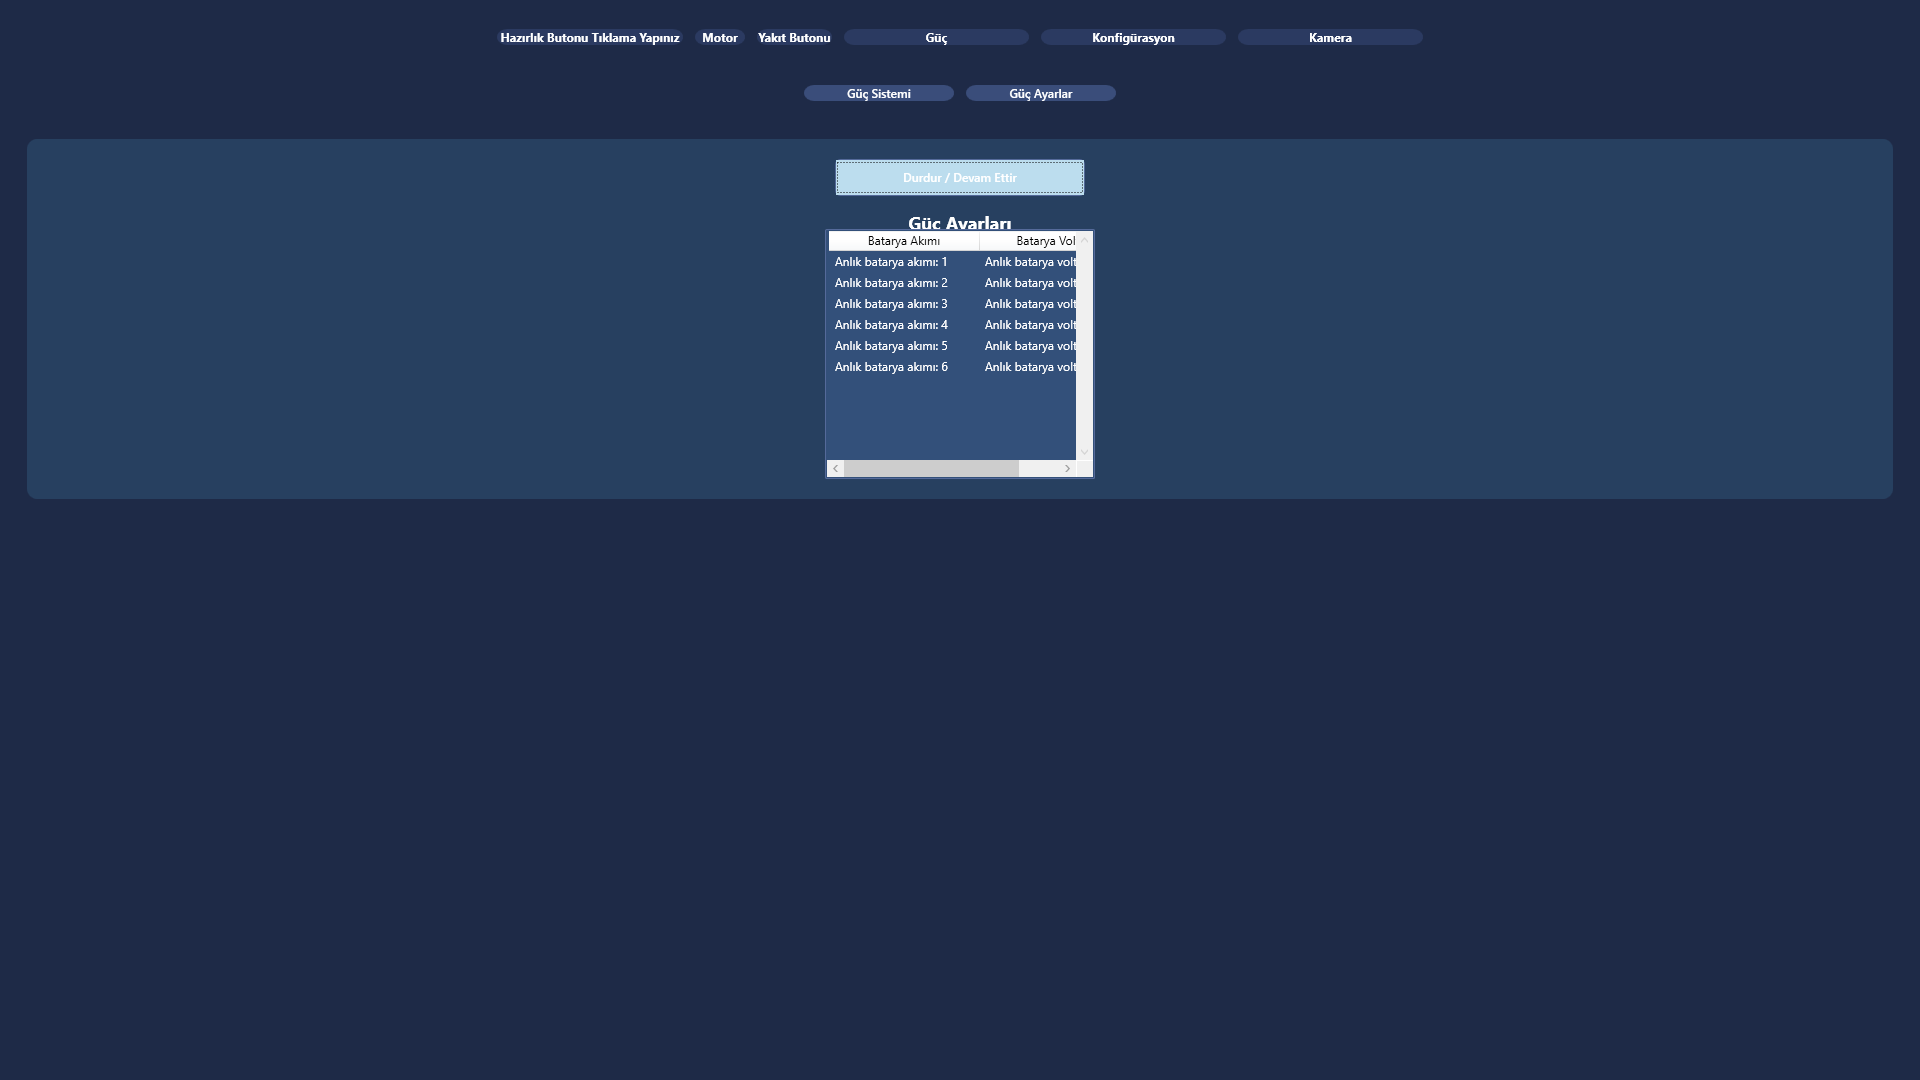 Hazırlık Butonu Tıklama Yapınız Motor Yakıt Butonu Güç Konfigürasyon Kamera
Güç Sistemi Güç Ayarlar
Durdur / Devam Ettir
Güç Ayarları
Batarya Akımı Batarya Vol
Anlık batarya akımı: 1 Anlık batarya volt
Anlık batarya akımı: 2 Anlık batarya volt
Anlık batarya akımı: 3 Anlık batarya volt
Anlık batarya akımı: 4 Anlık batarya volt
Anlık batarya akımı: 5 Anlık batarya volt
Anlık batarya akımı: 6 Anlık batarya volt